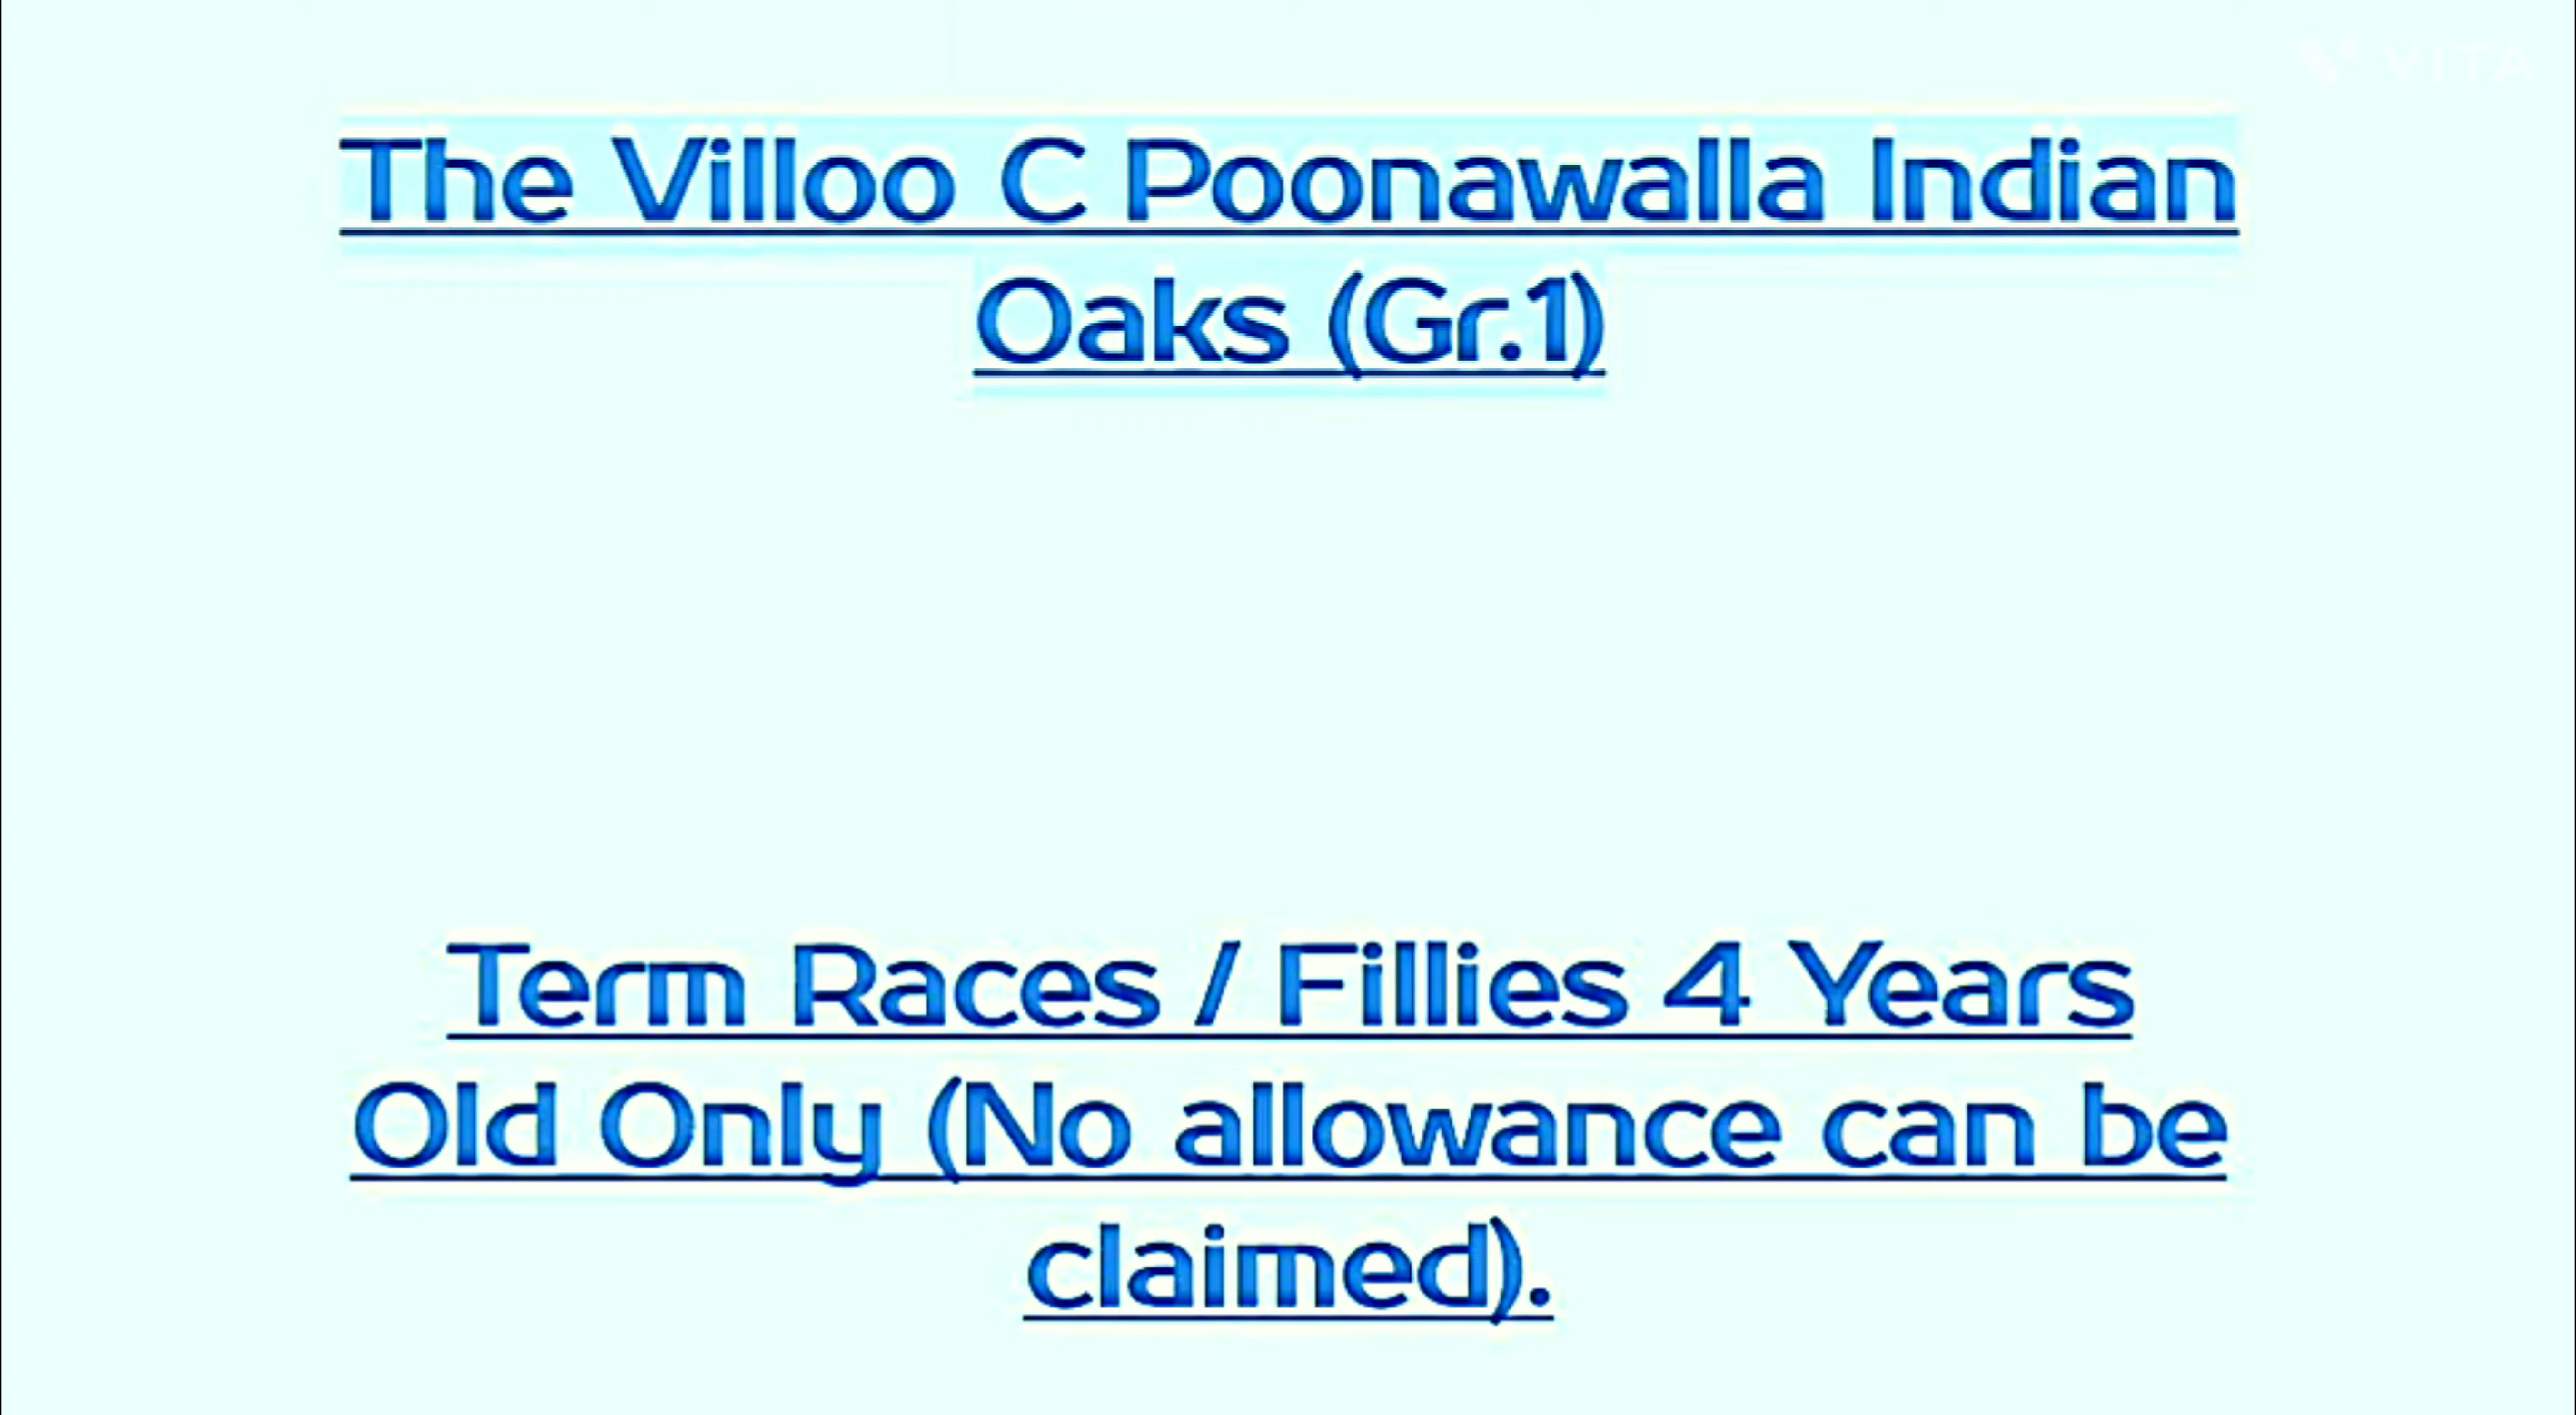 VITA
The Villoo C Poonawalla Indian
Oaks (Gr.1)
Term Races / Fillies 4 Years
Old Only (No allowance can be
claimed).